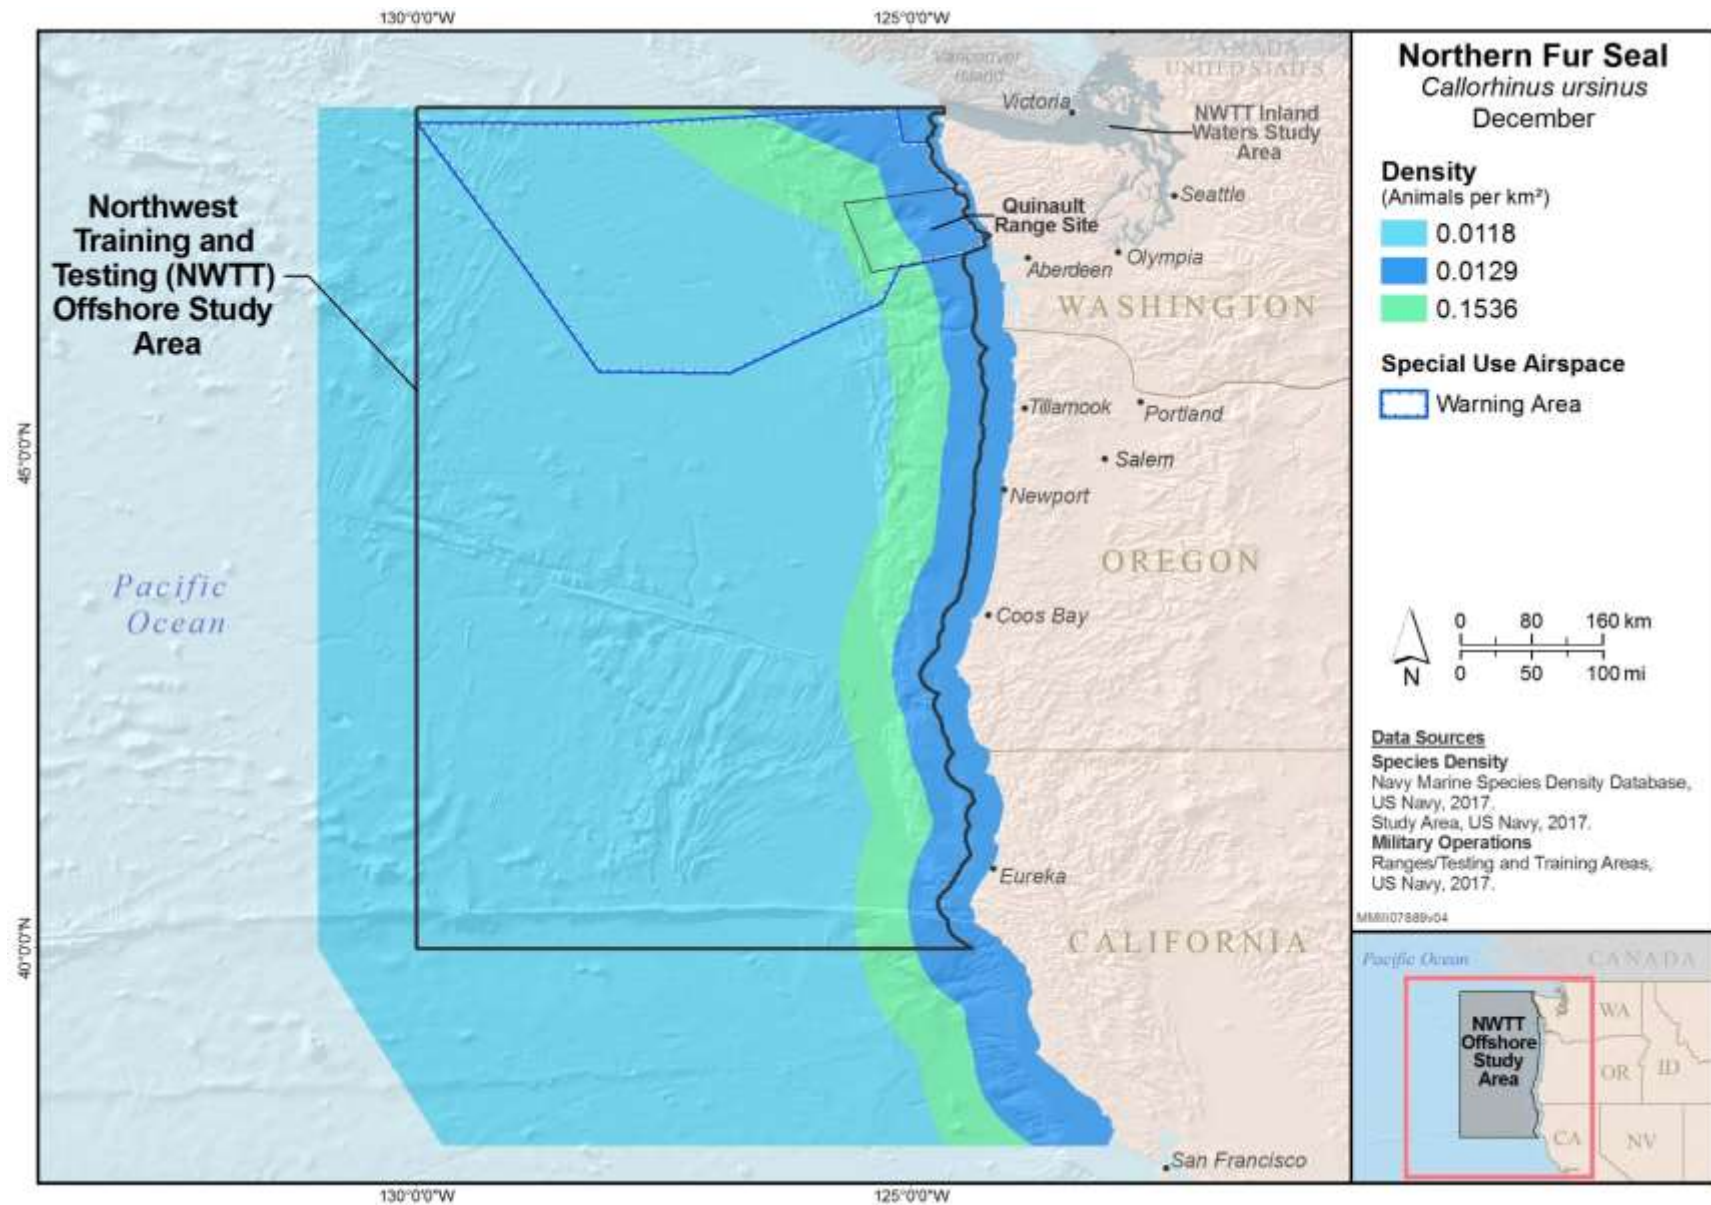 130°0'0"W
125°0'0"W
45°0'0"N
40°0'0"N
130°0'0"W
125°0'0"W
Northwest
Training and
Testing (NWTT)
Offshore Study
Area
Pacific
Ocean
Vancouver
Island
CANADA
UNITED STATES
Victoria
NWTT Inland
Waters Study
Area
Seattle
Quinault
Range Site
Olympia
Aberdeen
WASHINGTON
Tillamook
Portland
Salem
Newport
OREGON
Coos Bay
Eureka
CALIFORNIA
San Francisco
Northern Fur Seal
Callorhinus ursinus
December
Density
(Animals per km²)
0.0118
0.0129
0.1536
Special Use Airspace
Warning Area
N
0 80 160 km
0 50 100 mi
Data Sources
Species Density
Navy Marine Species Density Database,
US Navy, 2017.
Study Area, US Navy, 2017.
Military Operations
Ranges/Testing and Training Areas,
US Navy, 2017.
Pacific Ocean
CANADA
NWTT
Offshore
Study
Area
WA
OR
ID
CA
NV